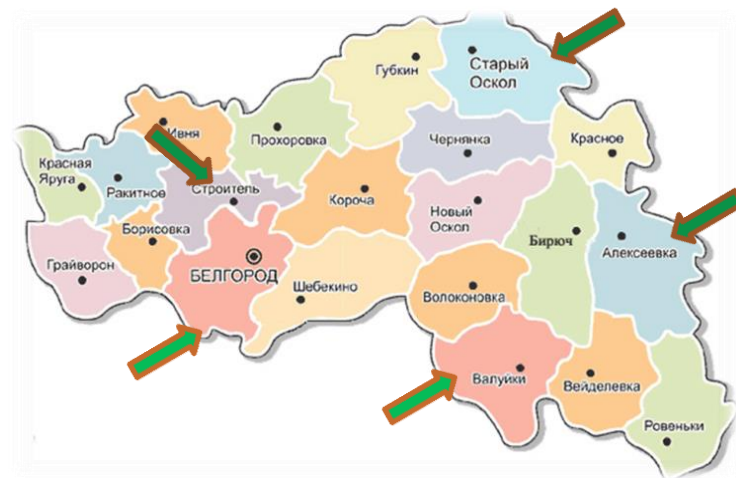 Старый
Оскол
Губкин
Ивня
Прохоровка
Чернянка
Красное
Красная
Яруга
Ракитное
Строитель
Короча
Новый
Оскол
Борисовка
Бирюч
Алексеевка
Грайворон
БЕЛГОРОД
Шебекино
Волоконовка
Валуйки
Вейделевка
Ровеньки